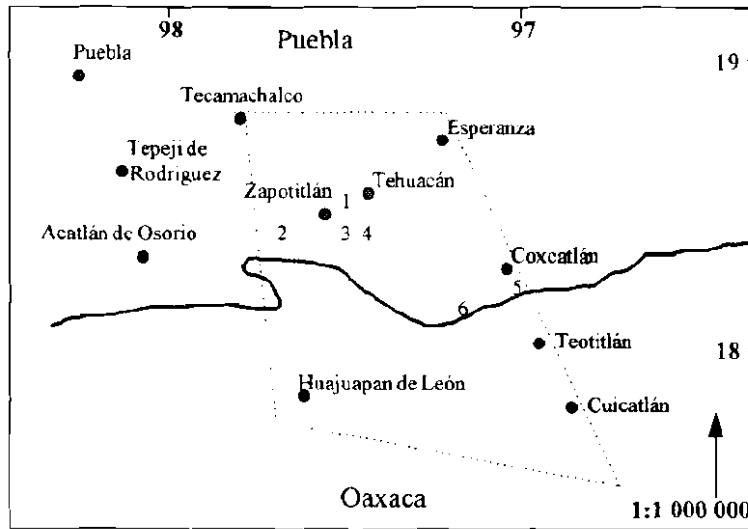 98
97
Puebla
Puebla
19
Tecamachalco
Esperanza
Tepeji de
Rodriguez
Tehuacán
Zapotitlán
1
2
3
4
Acatlán de Osorio
Coxcatlán
5
6
Teotitlán
18
Huajuapan de León
Cuicatlán
Oaxaca
1:1 000 000